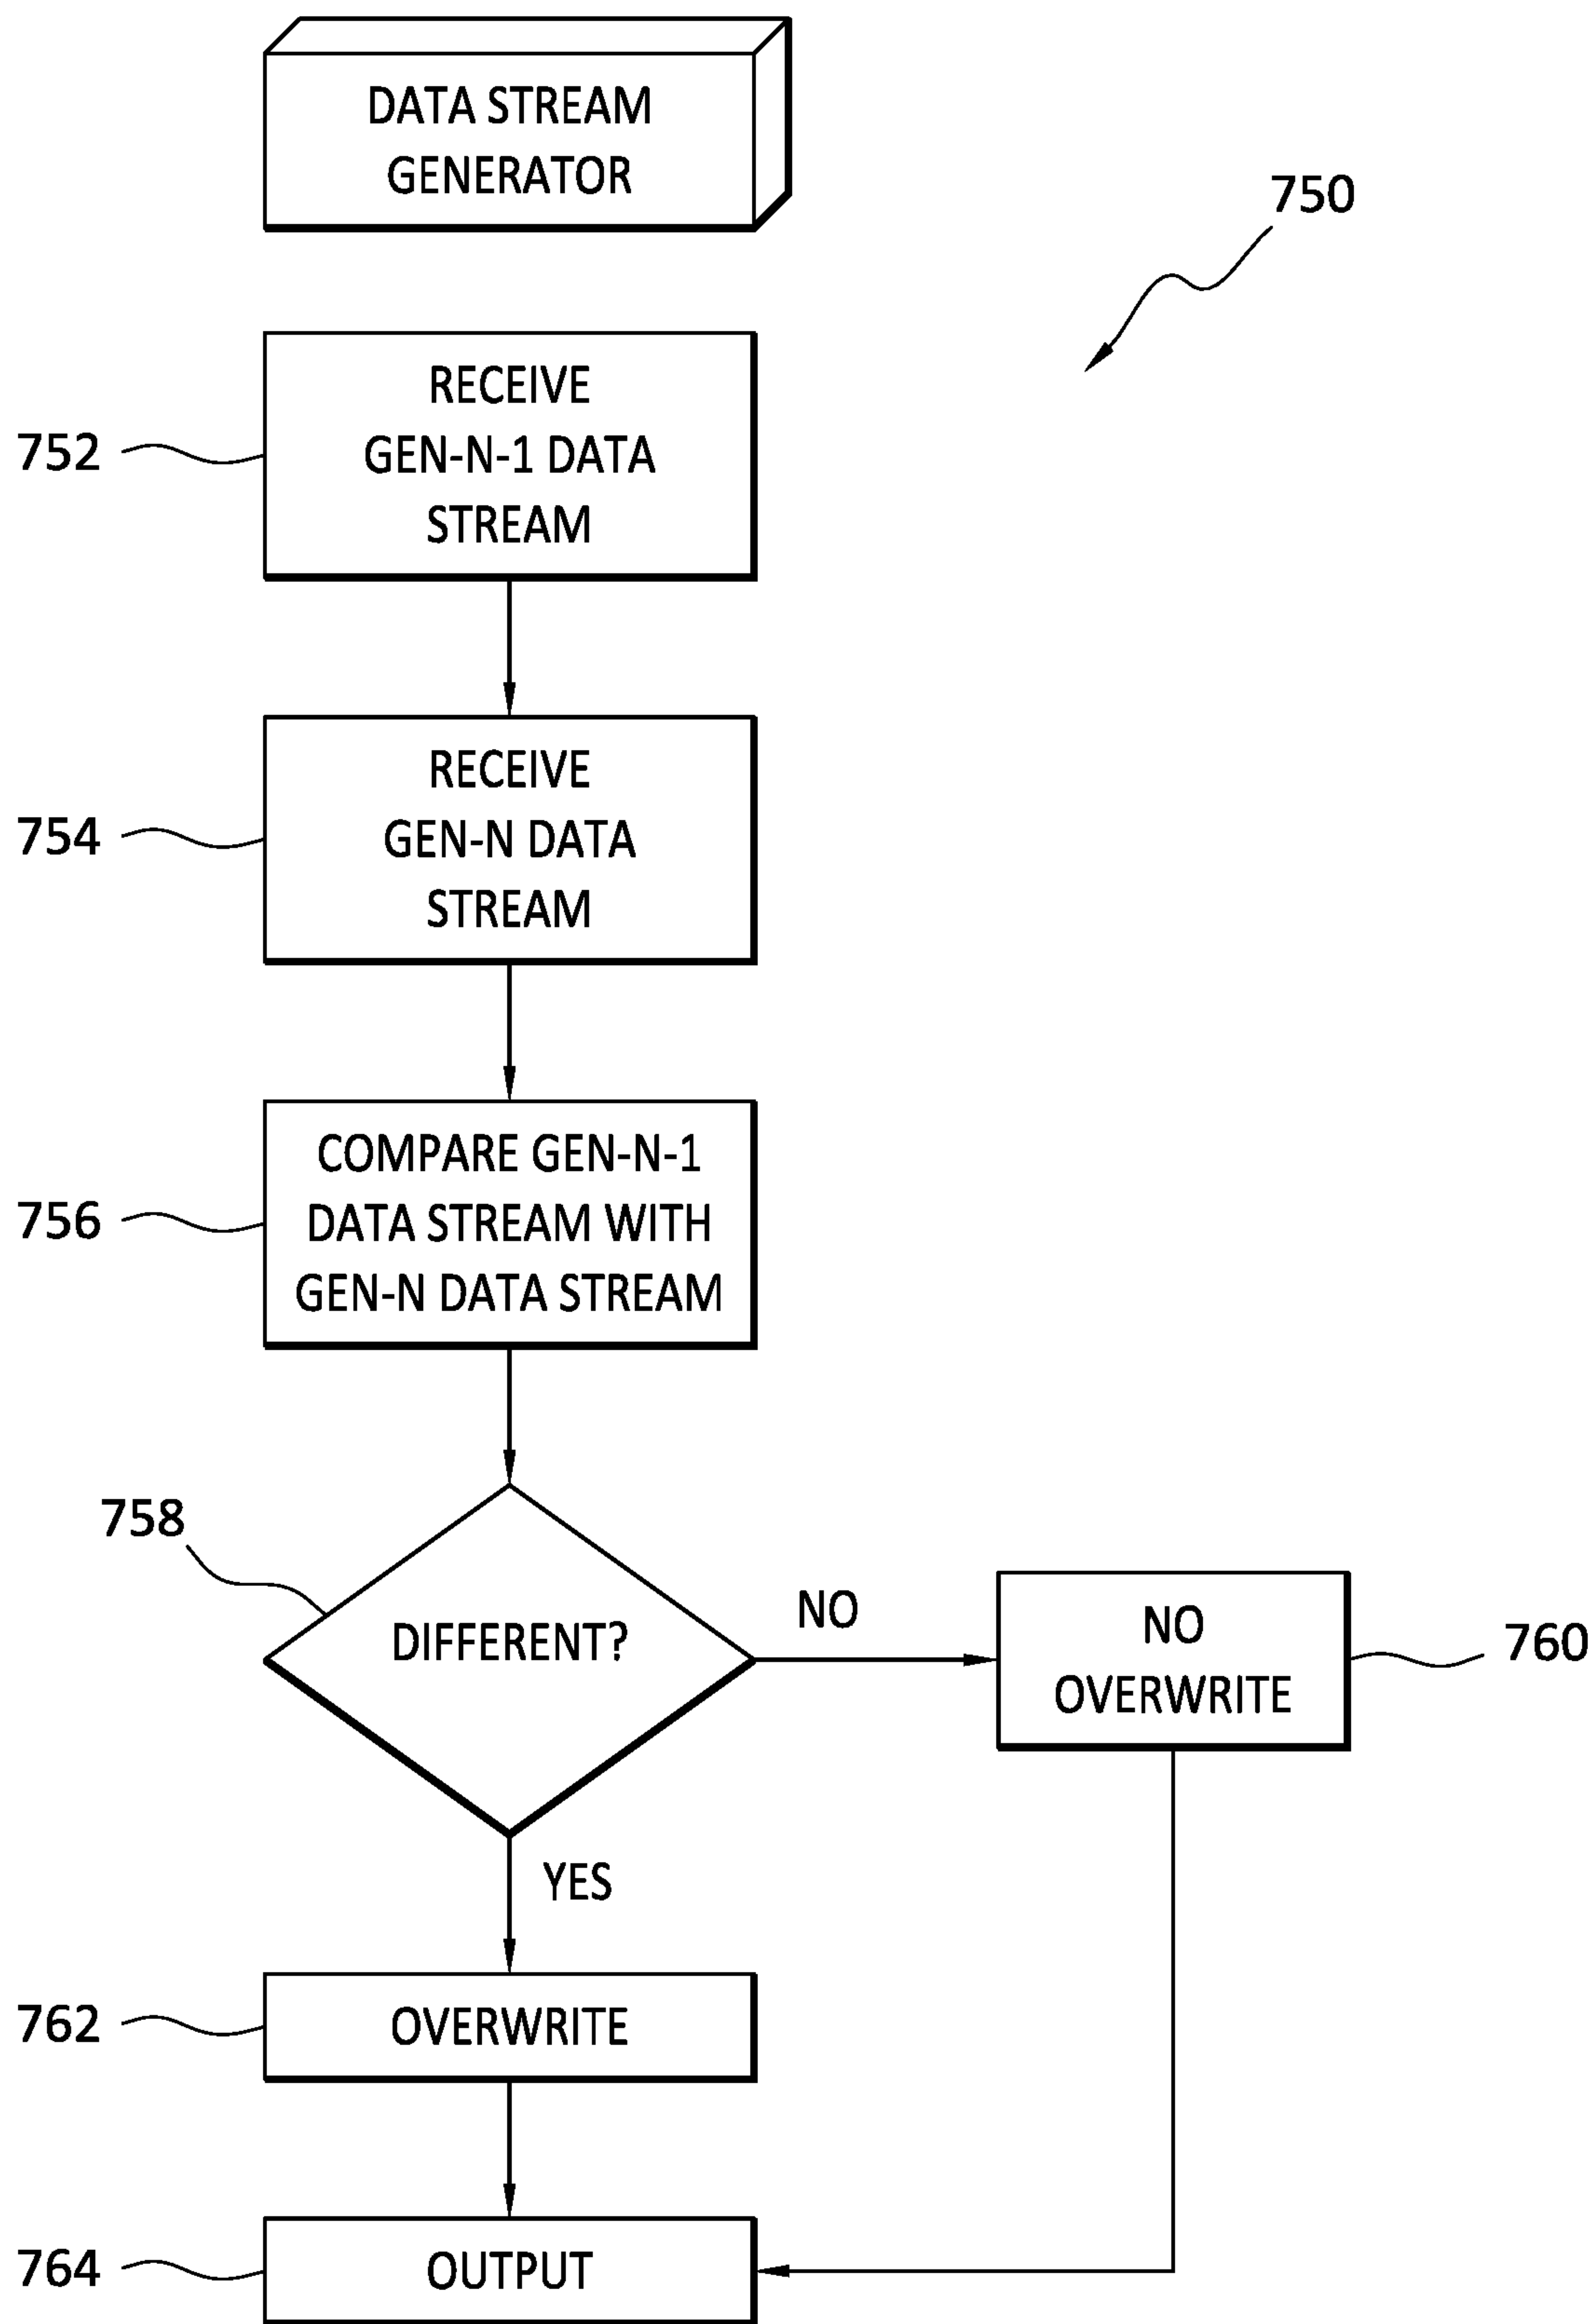 DATA STREAM
GENERATOR
750
RECEIVE
GEN-N-1 DATA
STREAM
752
RECEIVE
GEN-N DATA
STREAM
754
COMPARE GEN-N-1
DATA STREAM WITH
GEN-N DATA STREAM
756
758
DIFFERENT?
NO
NO
OVERWRITE
760
YES
762
OVERWRITE
764
OUTPUT